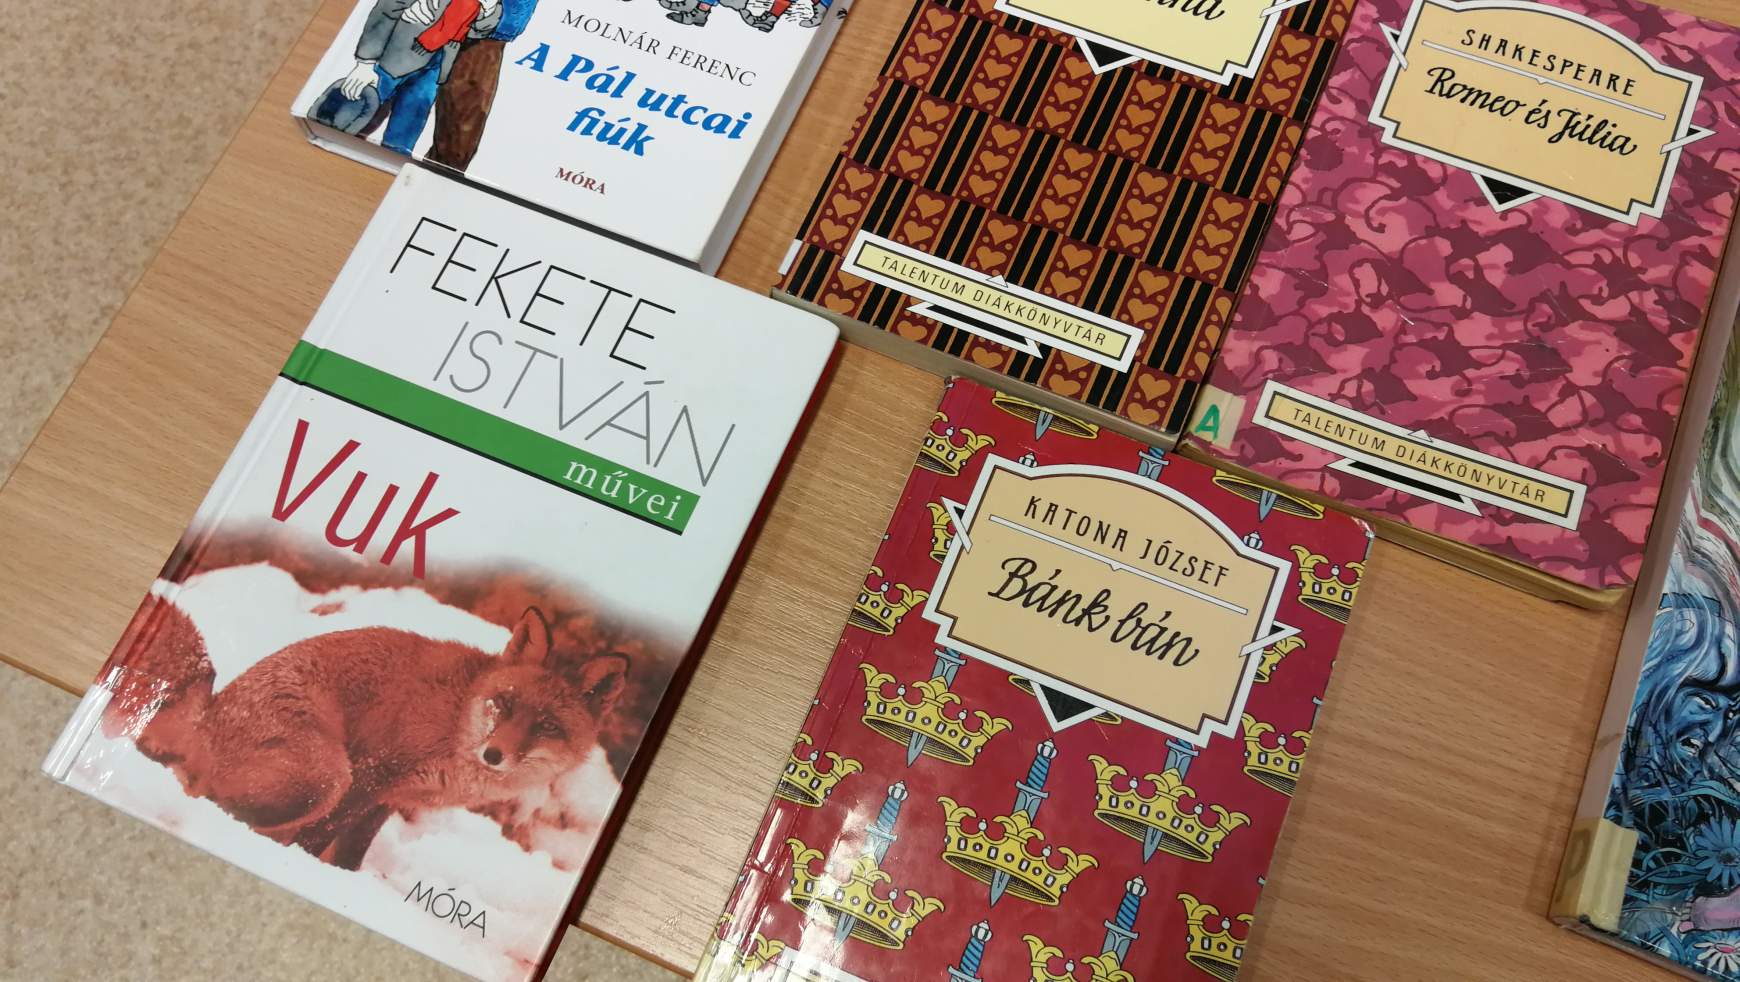 MOLNÁR FERENC
A Pál utcai
fiúk
MÓRA
FEKETE
ISTVÁN
művei
Vuk
MÓRA
TALENTUM DIÁKKÖNYVTÁR
SHAKESPEARE
Romeo és Júlia
TALENTUM DIÁKKÖNYVTÁR
A
KATONA JÓZSEF
Bánk bán